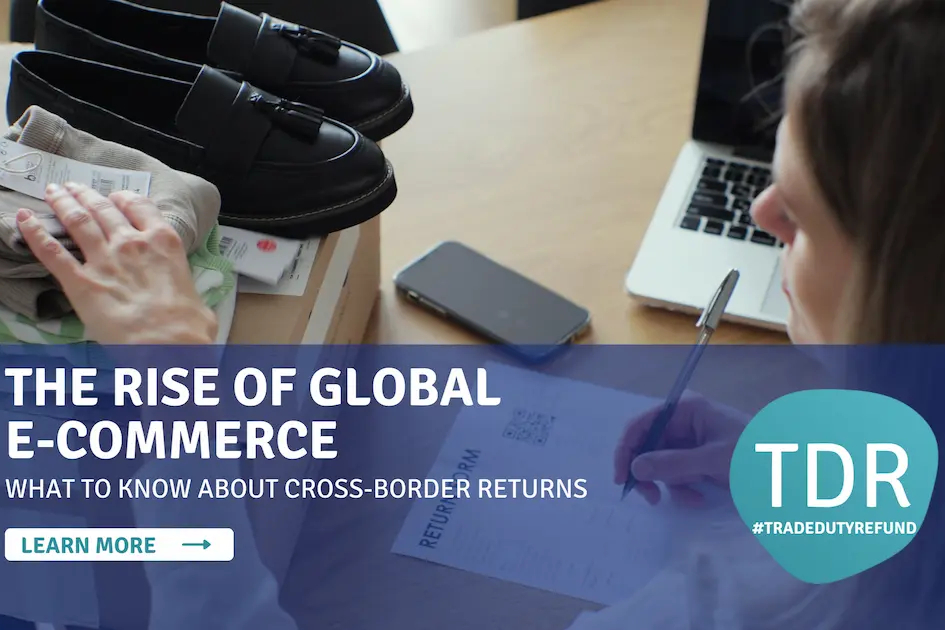 THE RISE OF GLOBAL
E-COMMERCE
WHAT TO KNOW ABOUT CROSS-BORDER RETURNS
LEARN MORE
TDR
#TRADEDUTYREFUND
RETURN FORM